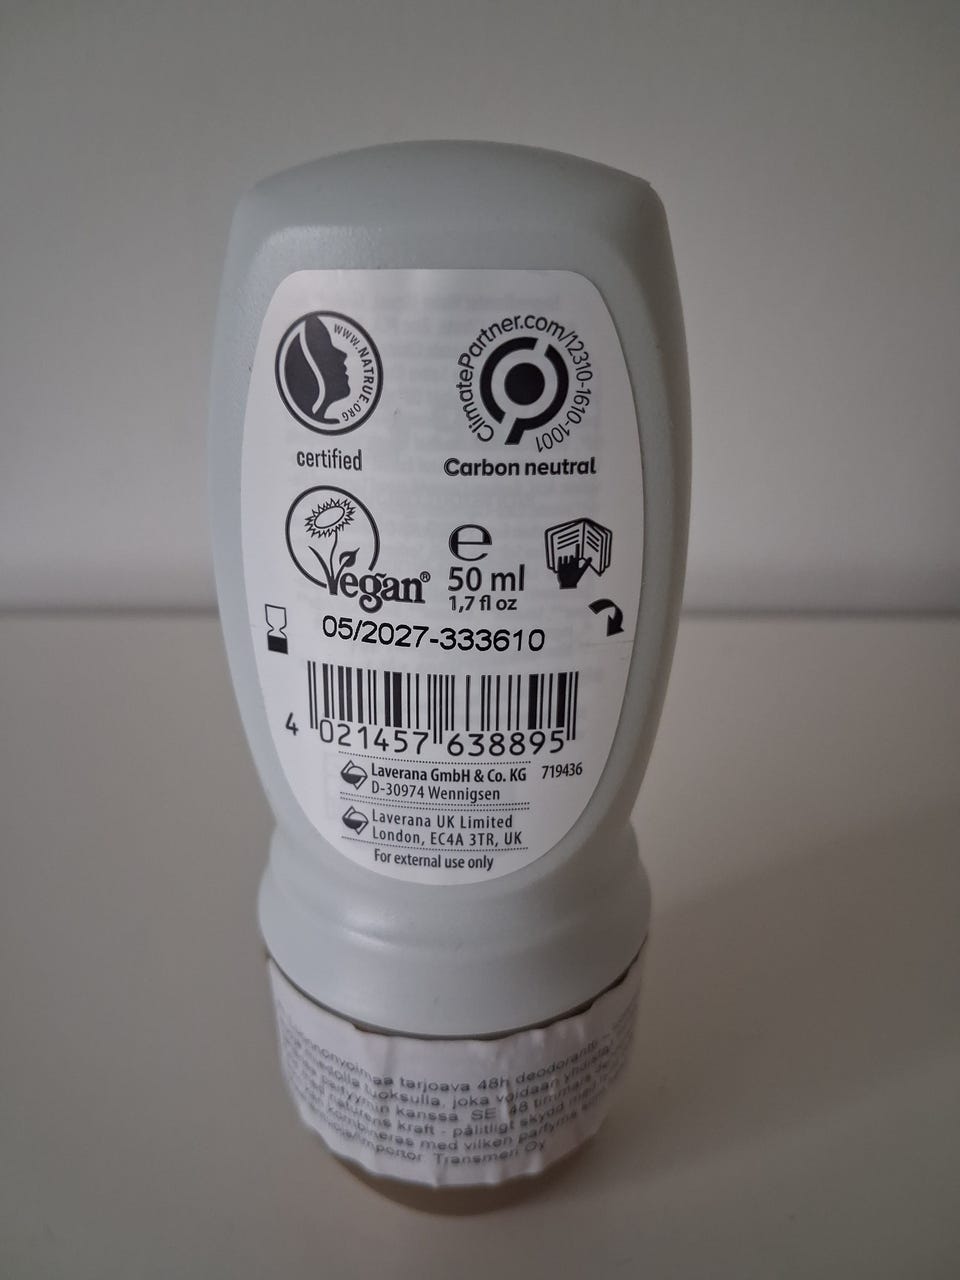 WWW.NATRUE.ORG
certified
ClimatePartner.com/12310-1610-1001
Carbon neutral
Vegan®
e
50 ml
1,7 fl oz
05/2027-333610
4 021457 638895
Laverana GmbH & Co. KG 719436
D-30974 Wennigsen
Laverana UK Limited
London, EC4A 3TR, UK
For external use only
tarjoava 48h deodorantti
tuoksulla, joka voidaan
kanssa. SE 48 timmars
naturens kraft - pålitligt skydd med
kombineras med vilken parfym
Transmeri Oy